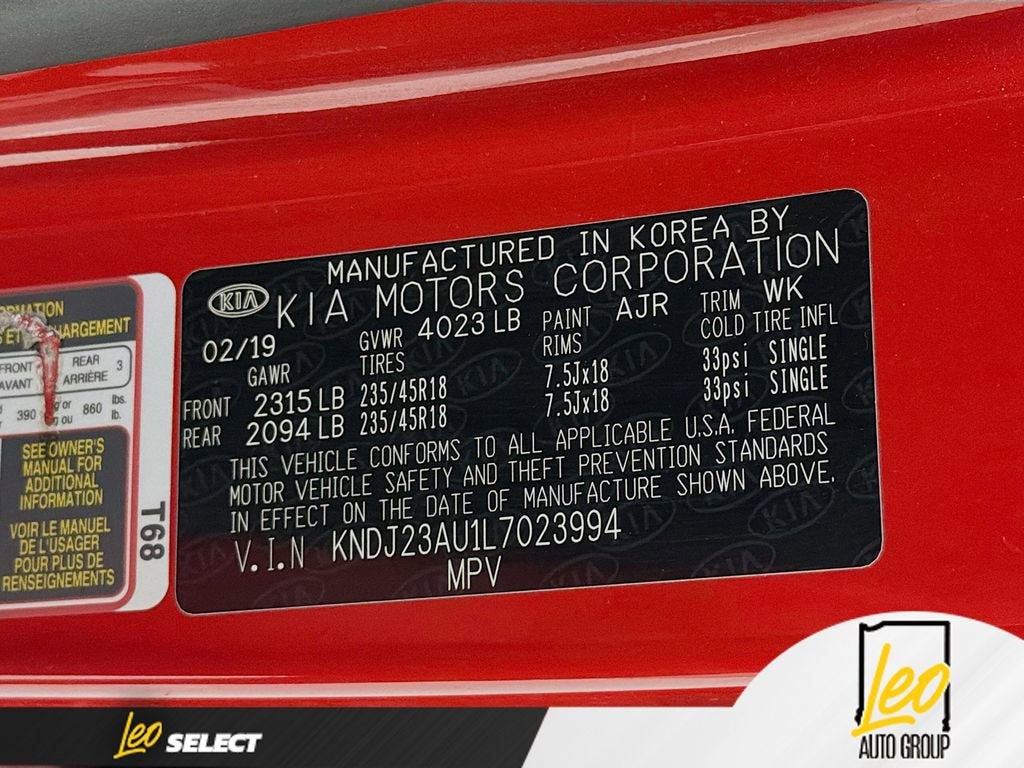 MANUFACTURED IN KOREA BY
KIA KIA MOTORS CORPORATION
02/19 GVWR 4023 LB PAINT AJR TRIM WK
GAWR TIRES RIMS COLD TIRE INFL
FRONT 2315 LB 235/45R18 7.5Jx18 33psi SINGLE
REAR 2094 LB 235/45R18 7.5Jx18 33psi SINGLE
THIS VEHICLE CONFORMS TO ALL APPLICABLE U.S.A. FEDERAL
MOTOR VEHICLE SAFETY AND THEFT PREVENTION STANDARDS
IN EFFECT ON THE DATE OF MANUFACTURE SHOWN ABOVE.
V.I.N KNDJ23AU1L7023994
MPV
FRONT REAR 3
AVANT ARRIÈRE
390 or 860 lbs.
ou lb.
SEE OWNER'S
MANUAL FOR
ADDITIONAL
INFORMATION
VOIR LE MANUEL
DE L'USAGER
POUR PLUS DE
RENSEIGNEMENTS
T68
Leo SELECT
Leo
AUTO GROUP